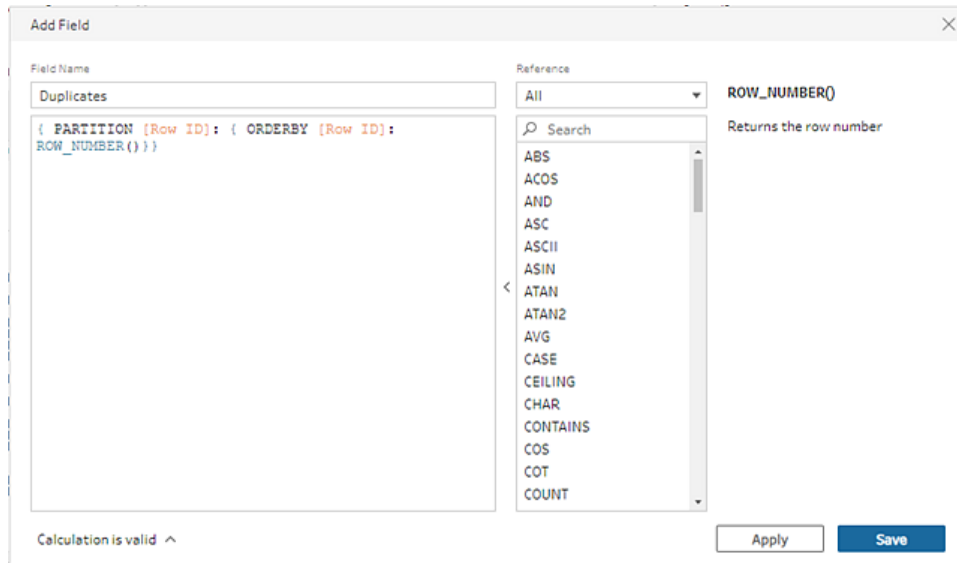 Add Field
Field Name
Duplicates
{ PARTITION [Row ID]: { ORDERBY [Row ID]:
ROW_NUMBER()}}
Reference
All
Search
ABS
ACOS
AND
ASC
ASCII
ASIN
ATAN
ATAN2
AVG
CASE
CEILING
CHAR
CONTAINS
COS
COT
COUNT
ROW_NUMBER()
Returns the row number
Calculation is valid
Apply
Save